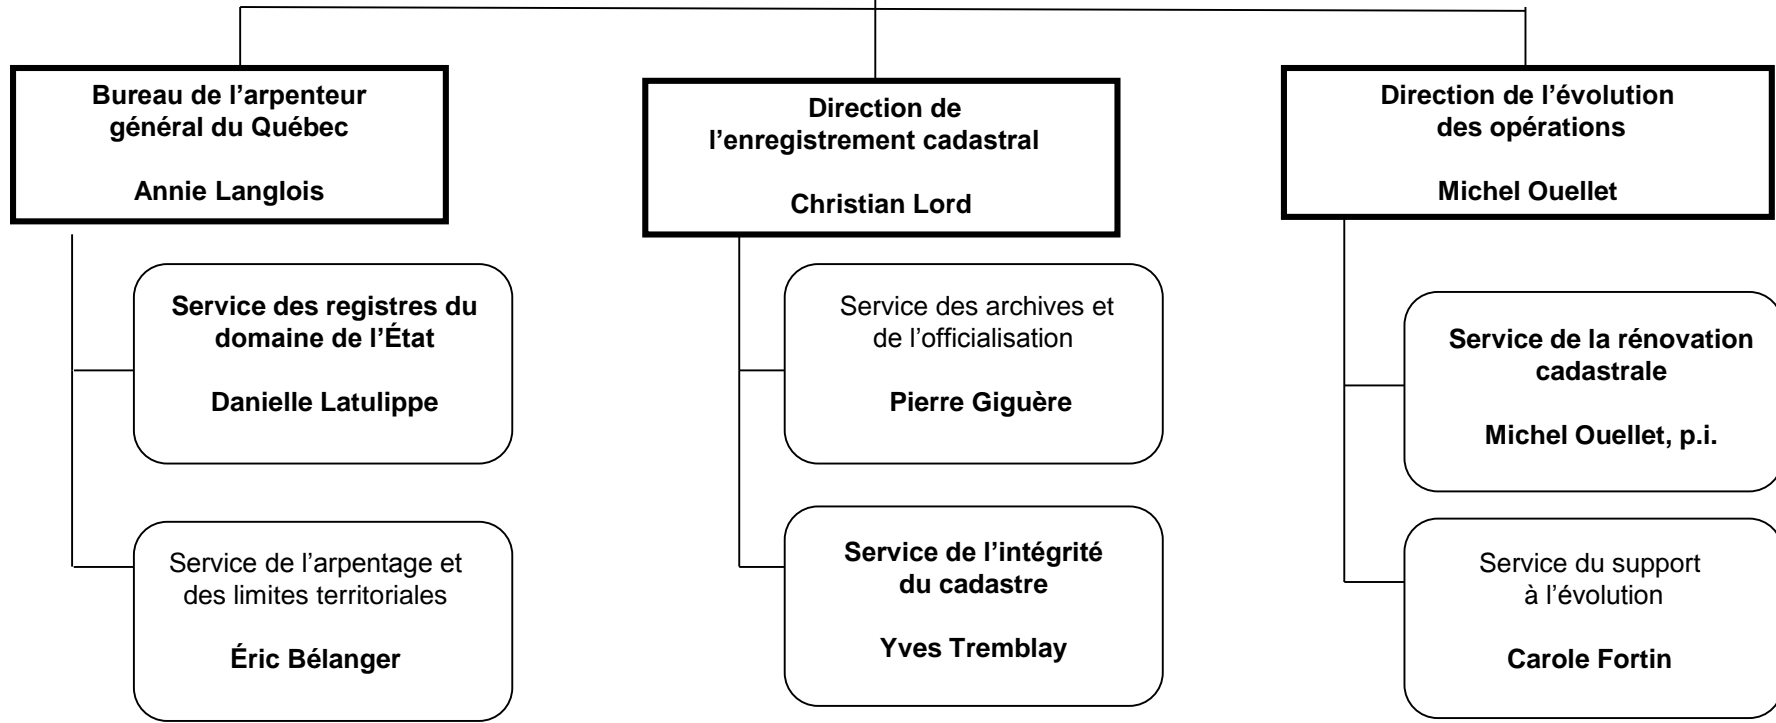 Bureau de l’arpenteur
général du Québec
Annie Langlois
Service des registres du
domaine de l’État
Danielle Latulippe
Service de l’arpentage et
des limites territoriales
Éric Bélanger
Direction de
l’enregistrement cadastral
Christian Lord
Service des archives et
de l’officialisation
Pierre Giguère
Service de l’intégrité
du cadastre
Yves Tremblay
Direction de l’évolution
des opérations
Michel Ouellet
Service de la rénovation
cadastrale
Michel Ouellet, p.i.
Service du support
à l’évolution
Carole Fortin